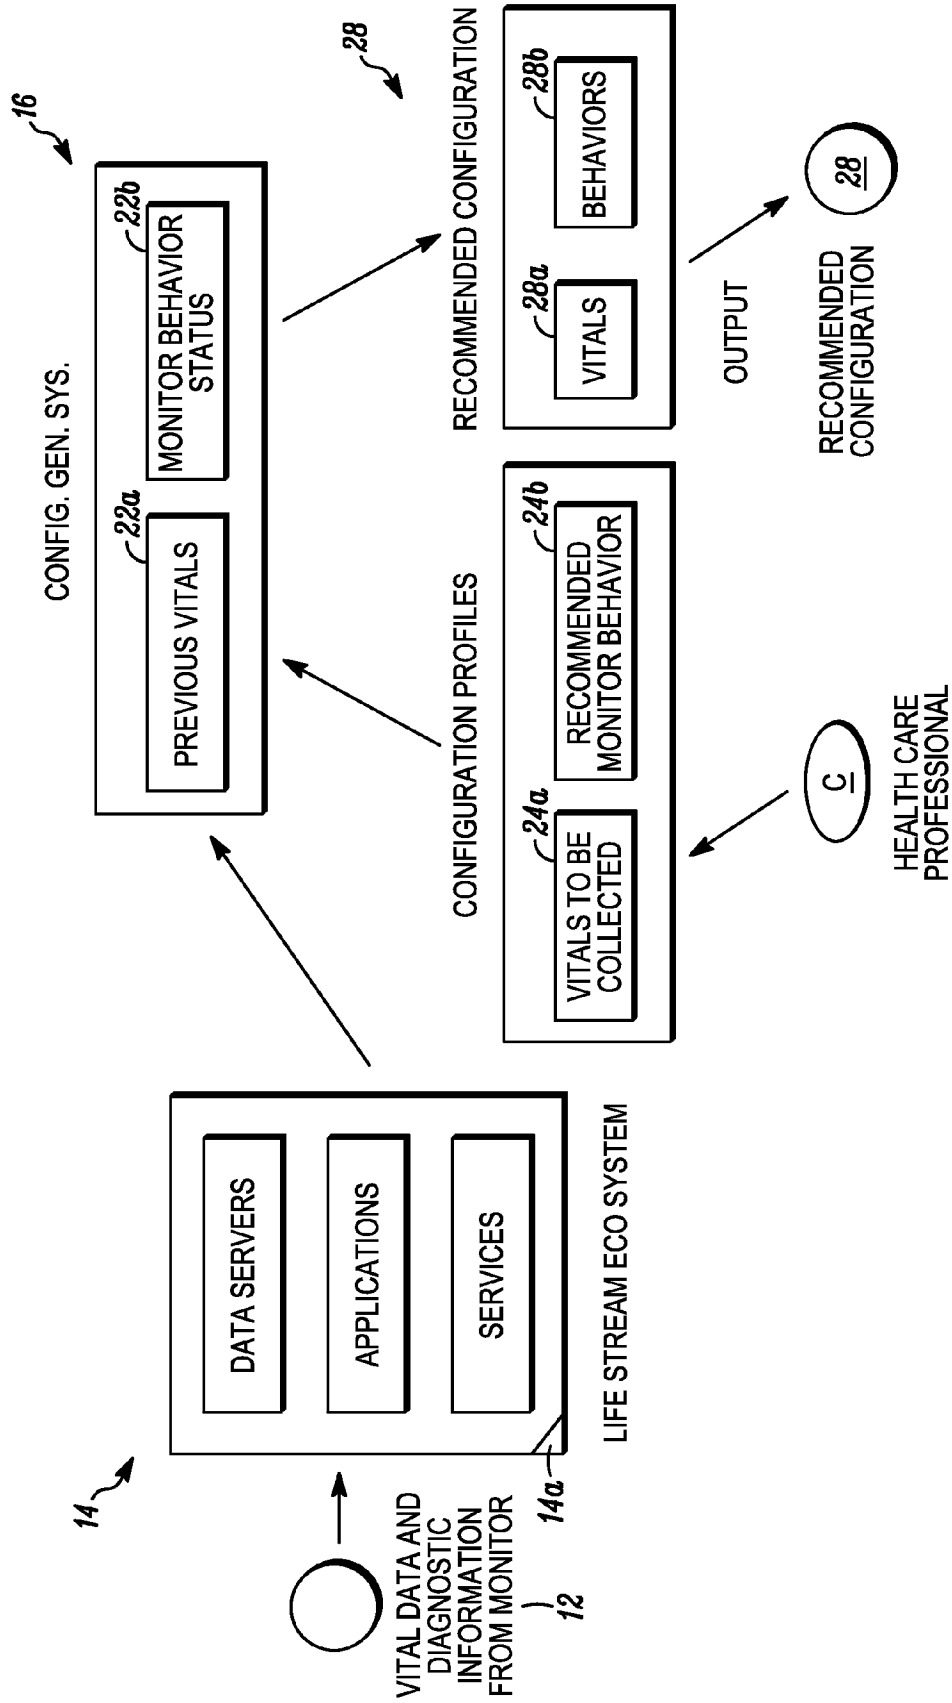 14
DATA SERVERS
APPLICATIONS
SERVICES
14a
LIFE STREAM ECO SYSTEM
VITAL DATA AND
DIAGNOSTIC
INFORMATION
FROM MONITOR
12
CONFIG. GEN. SYS.
16
22a
PREVIOUS VITALS
22b
MONITOR BEHAVIOR
STATUS
CONFIGURATION PROFILES
24a
VITALS TO BE
COLLECTED
24b
RECOMMENDED
MONITOR BEHAVIOR
C
HEALTH CARE
PROFESSIONAL
28
RECOMMENDED CONFIGURATION
28a
VITALS
28b
BEHAVIORS
OUTPUT
28
RECOMMENDED
CONFIGURATION